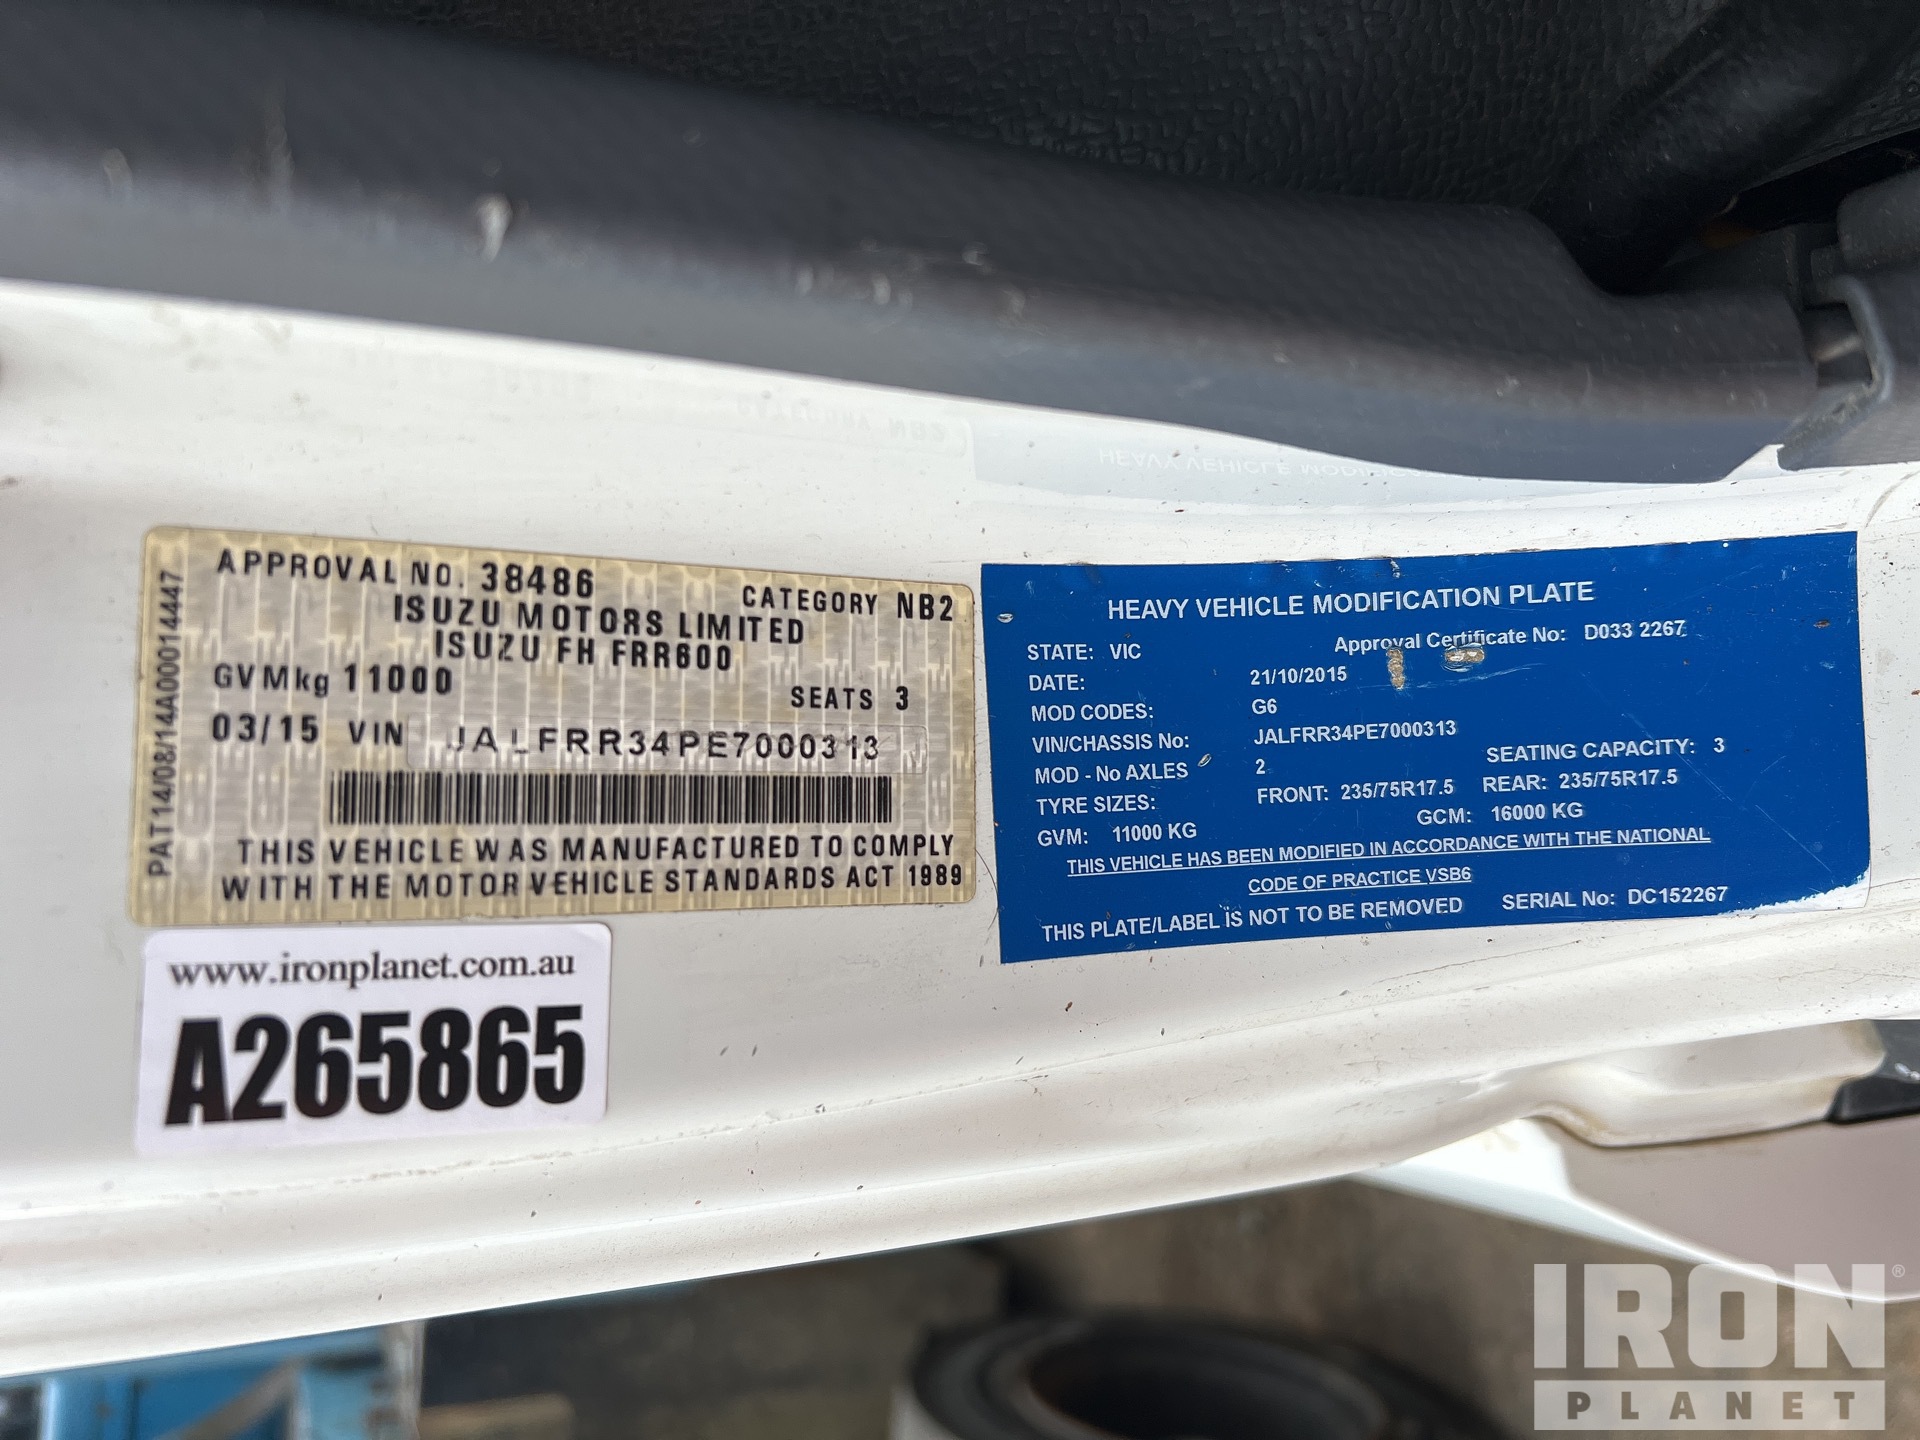 APPROVAL NO. 38486
CATEGORY NB2
ISUZU MOTORS LIMITED
ISUZU FH FRR600
GVMkg 11000
SEATS 3
03/15 VIN JALFRR34PE7000313
THIS VEHICLE WAS MANUFACTURED TO COMPLY
WITH THE MOTOR VEHICLE STANDARDS ACT 1989
PAT14/08/14A00014447
www.ironplanet.com.au
A265865
HEAVY VEHICLE MODIFICATION PLATE
STATE: VIC Approval Certificate No: D033 2267
DATE: 21/10/2015
MOD CODES: G6
VIN/CHASSIS No: JALFRR34PE7000313
MOD - No AXLES 2 SEATING CAPACITY: 3
TYRE SIZES: FRONT: 235/75R17.5 REAR: 235/75R17.5
GVM: 11000 KG GCM: 16000 KG
THIS VEHICLE HAS BEEN MODIFIED IN ACCORDANCE WITH THE NATIONAL
CODE OF PRACTICE VSB6
THIS PLATE/LABEL IS NOT TO BE REMOVED SERIAL No: DC152267
IRON®
PLANET